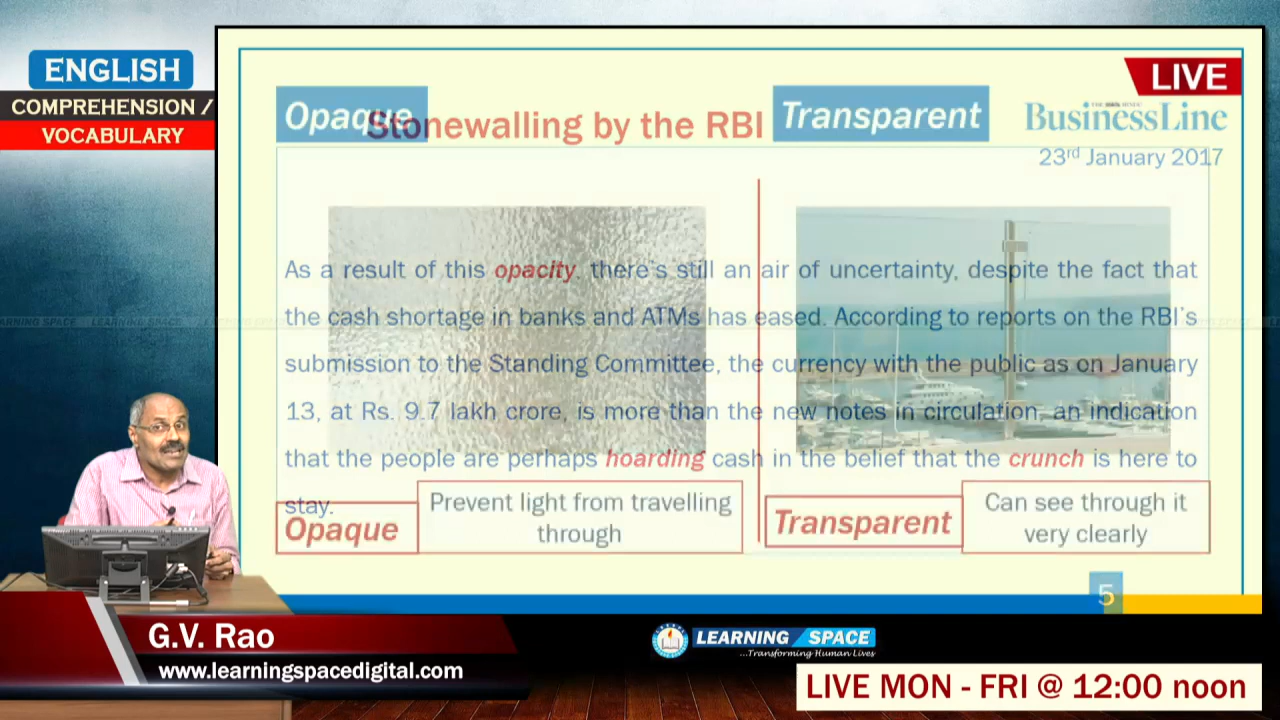 ENGLISH
COMPREHENSION /
VOCABULARY
LIVE
Opaque
Stonewalling by the RBI
Transparent
THE HINDU
BusinessLine
23rd January 2017
As a result of this opacity, there's still an air of uncertainty, despite the fact that
the cash shortage in banks and ATMs has eased. According to reports on the RBI's
submission to the Standing Committee, the currency with the public as on January
13, at Rs. 9.7 lakh crore, is more than the new notes in circulation, an indication
that the people are perhaps hoarding cash in the belief that the crunch is here to
stay.
Opaque
Prevent light from travelling
through
Transparent
Can see through it
very clearly
5
LEARNING SPACE LEARNING SPACE
G.V. Rao
www.learningspacedigital.com
LEARNING SPACE
...Transforming Human Lives
LIVE MON - FRI @ 12:00 noon